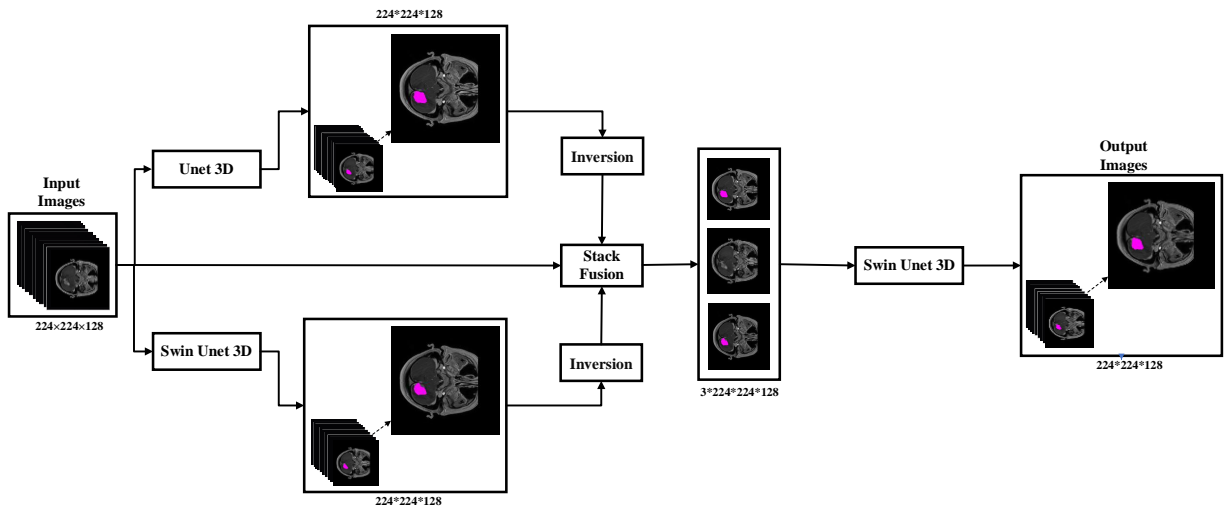 224*224*128
Inversion
Unet 3D
Input
Images
224×224×128
Stack
Fusion
Swin Unet 3D
Inversion
224*224*128
3*224*224*128
Swin Unet 3D
Output
Images
224*224*128